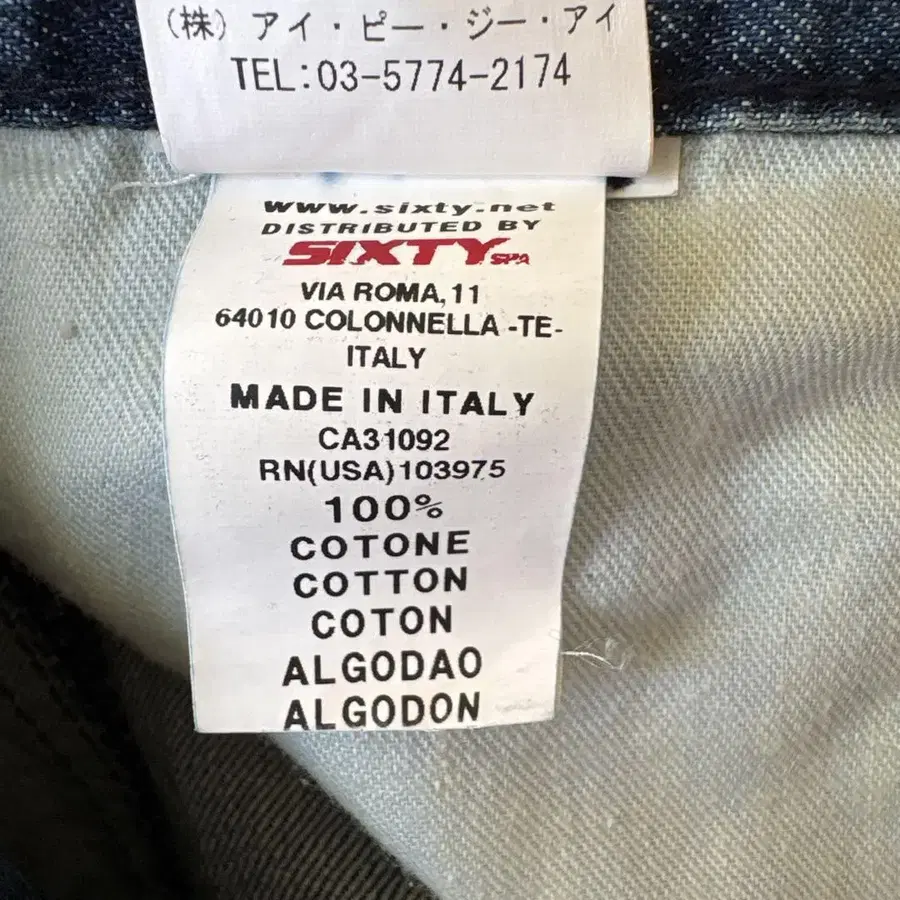 (株) アイ・ピー・ジー・アイ
TEL:03-5774-2174
www.sixty.net
DISTRIBUTED BY
SIXTY SPA
VIA ROMA, 11
64010 COLONNELLA -TE-
ITALY
MADE IN ITALY
CA31092
RN(USA)103975
100%
COTONE
COTTON
COTON
ALGODAO
ALGODON